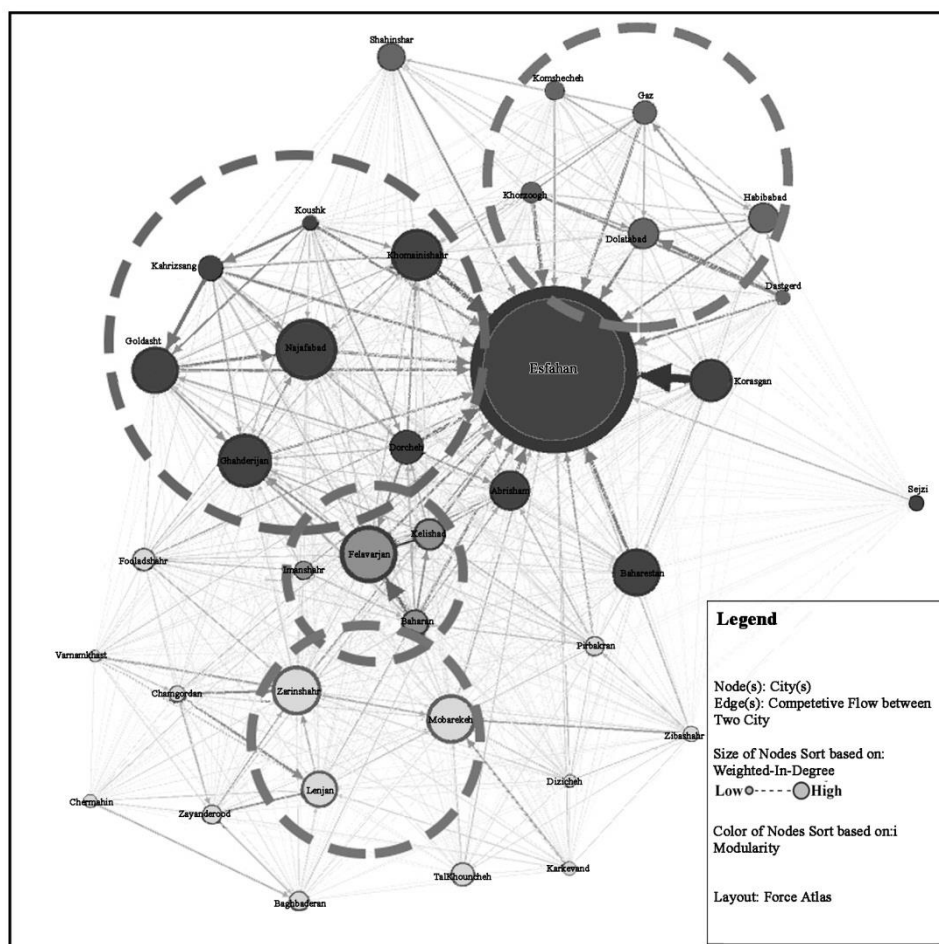 Shahinshar
Komshecheh
Gaz
Khorzoogh
Habibabad
Koushk
Dolatabad
Khomainishahr
Kahrizsang
Dastgerd
Najafabad
Goldasht
Esfahan
Korasgan
Dorcheh
Ghahderijan
Abrisham
Sejzi
Kelishad
Felavarjan
Fooladshahr
Imanshahr
Baharestan
Baharan
Pirbakran
Varnamkhast
Zarinshahr
Chamgordan
Mobarekeh
Zibashahr
Dizicheh
Lenjan
Chermahin
Zayanderood
Karkevand
TalKhouncheh
Baghbaderan
Legend
Node(s): City(s)
Edge(s): Competetive Flow between
Two City
Size of Nodes Sort based on:
Weighted-In-Degree
Low High
Color of Nodes Sort based on:i
Modularity
Layout: Force Atlas